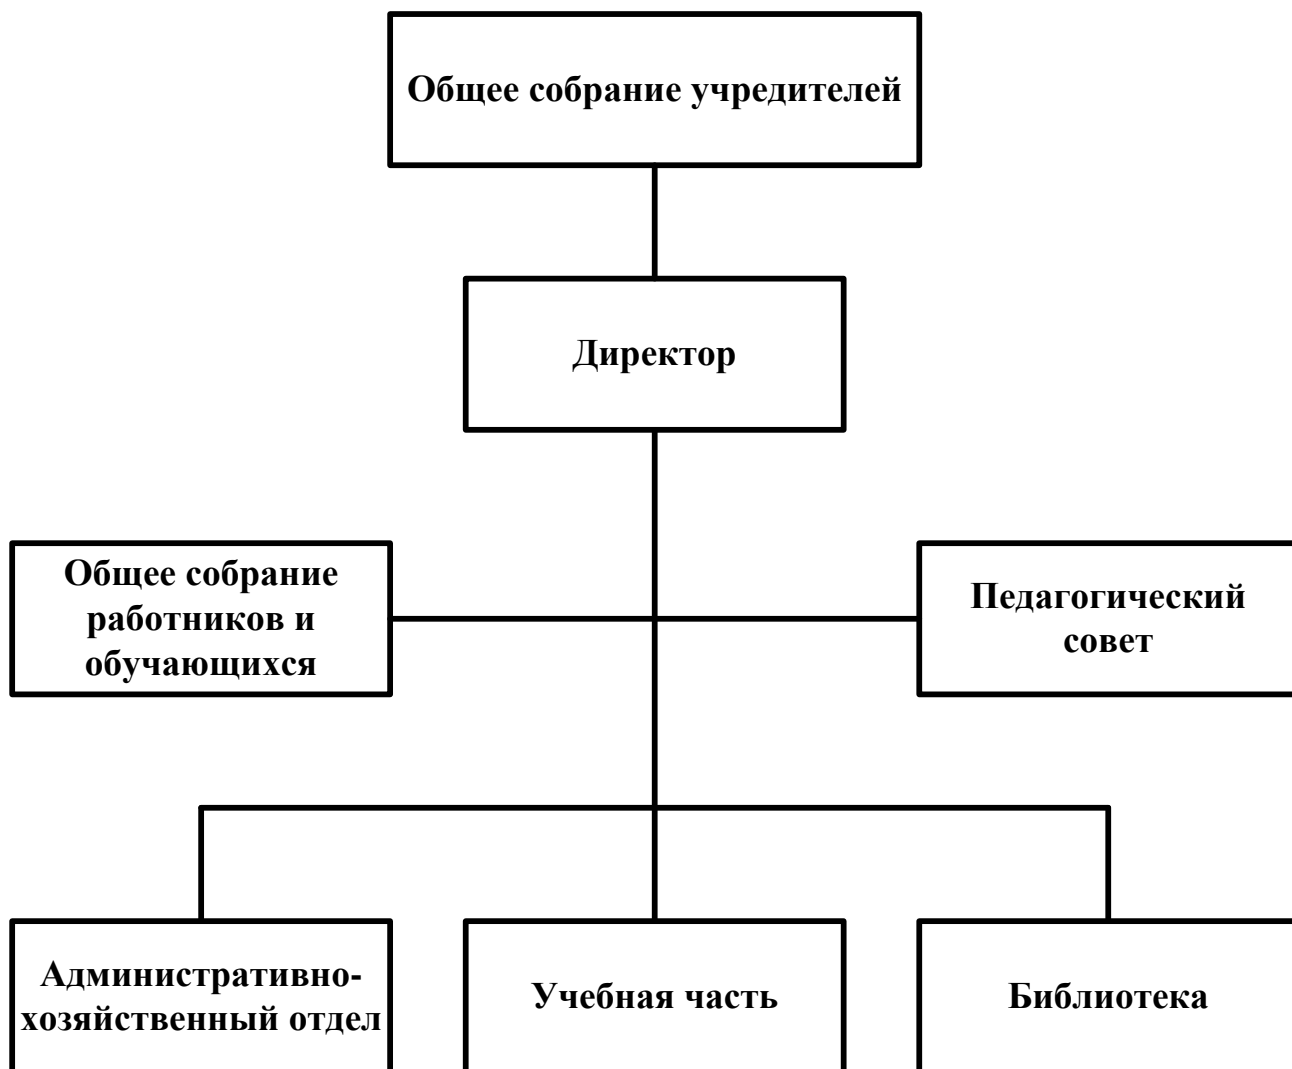 Общее собрание учредителей
Директор
Общее собрание
работников и
обучающихся
Педагогический
совет
Административно-
хозяйственный отдел
Учебная часть
Библиотека